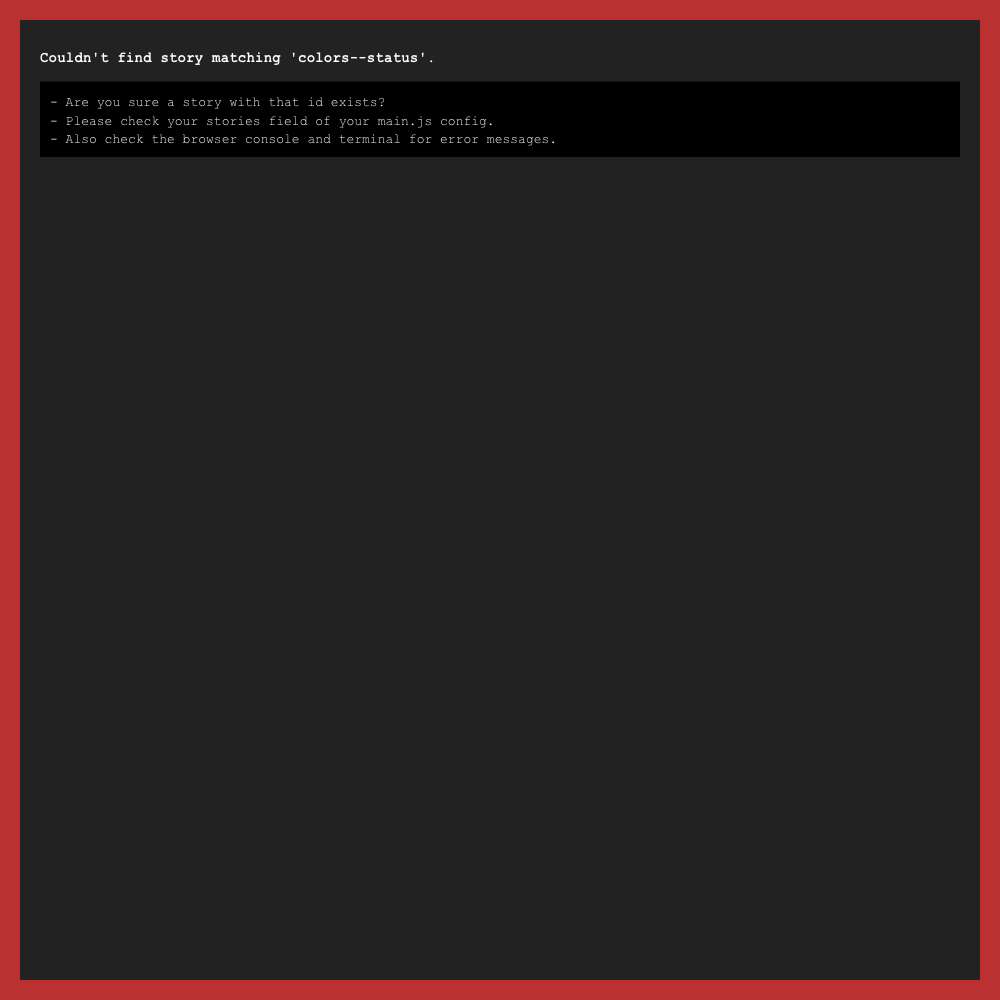 Couldn't find story matching 'colors--status'.
- Are you sure a story with that id exists?
- Please check your stories field of your main.js config.
- Also check the browser console and terminal for error messages.